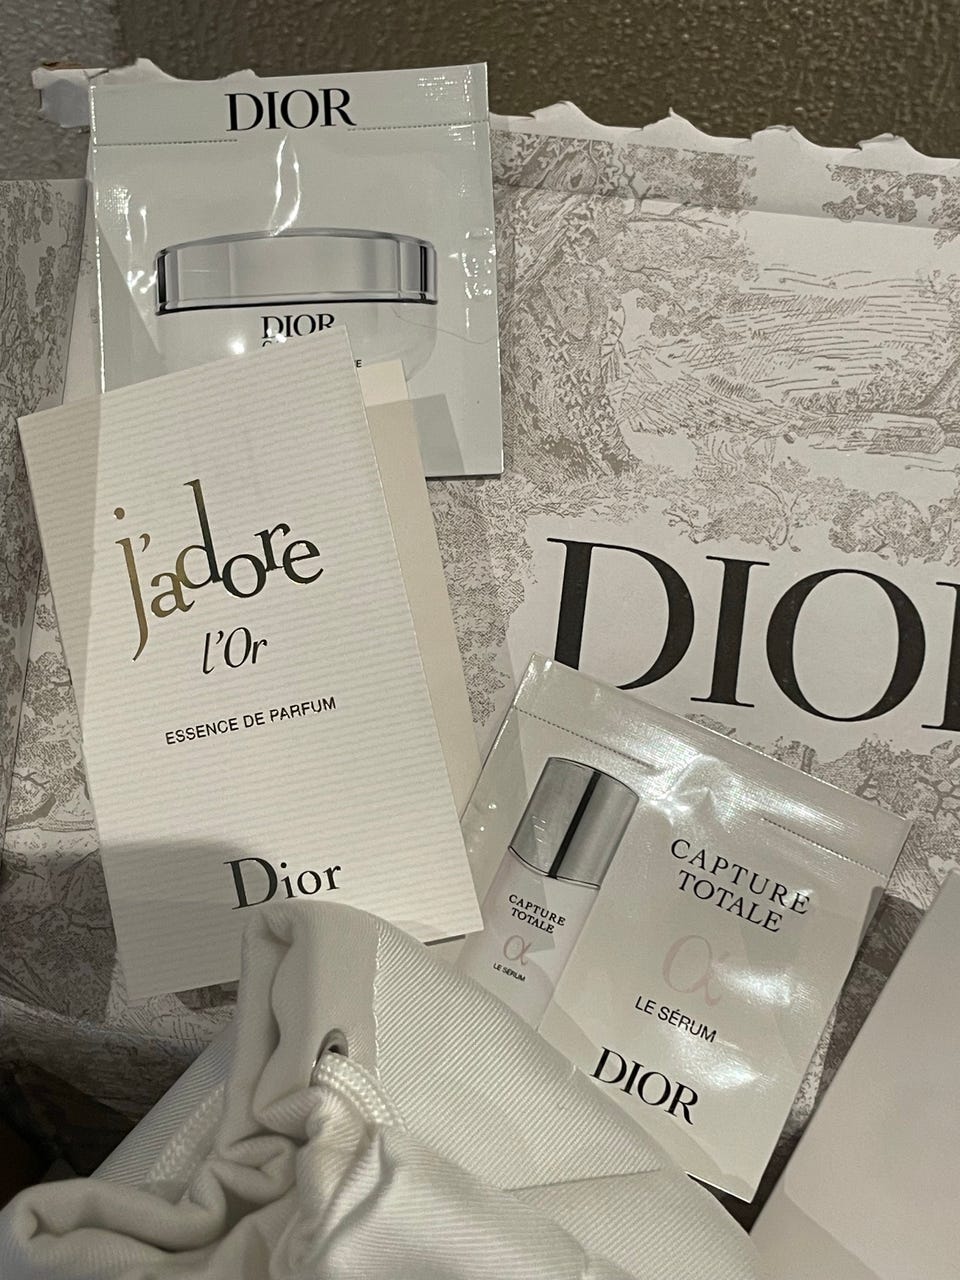 DIOR
DIOR
j'adore
l'Or
ESSENCE DE PARFUM
Dior
DIOR
CAPTURE
TOTALE
α
LE SÉRUM
CAPTURE
TOTALE
α
LE SÉRUM
DIOR